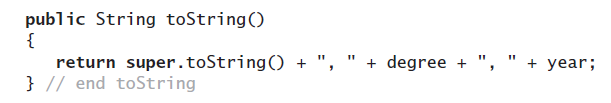 public String toString()
{
return super.toString() + ", " + degree + ", " + year;
} // end toString